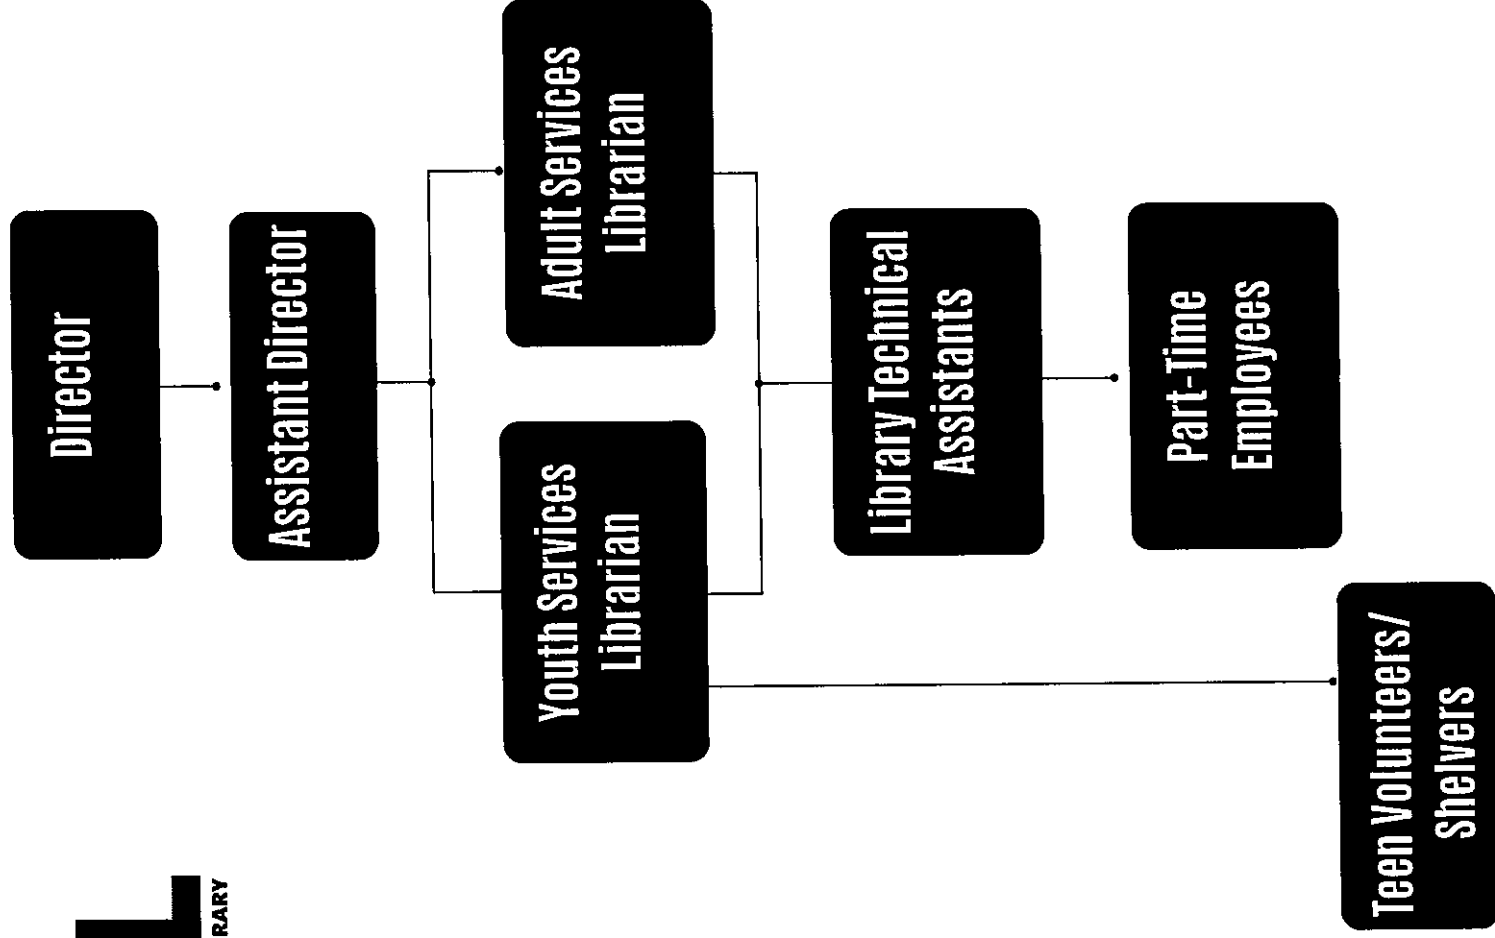 Director
Assistant Director
Youth Services
Librarian
Adult Services
Librarian
Library Technical
Assistants
Part-Time
Employees
Teen Volunteers/
Shelvers
L
RARY